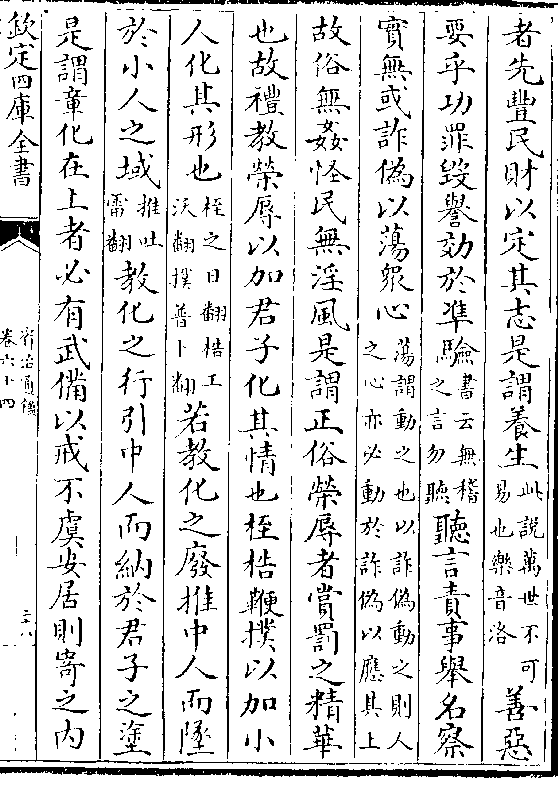 者先豐民財以定其志是謂養生此說萬世不可易也樂音洛善惡
要乎功罪毀譽効於準驗書云無稽之言勿聽聽言責事舉名察
實無或詐偽以蕩眾心蕩謂動之也以詐偽動之則人之心亦必動於詐偽以應其上
故俗無姦怪民無淫風是謂正俗榮辱者賞罰之精華
也故禮教榮辱以加君子化其情也桎梏鞭撲以加小
人化其形也桎之日翻梏工沃翻撲普卜翻若教化之廢推中人而墜
於小人之域推吐雷翻教化之行引中人而納於君子之塗
是謂章化在上者必有武備以戒不虞安居則寄之內
欽定四庫全書
資治通鑑
卷六十四